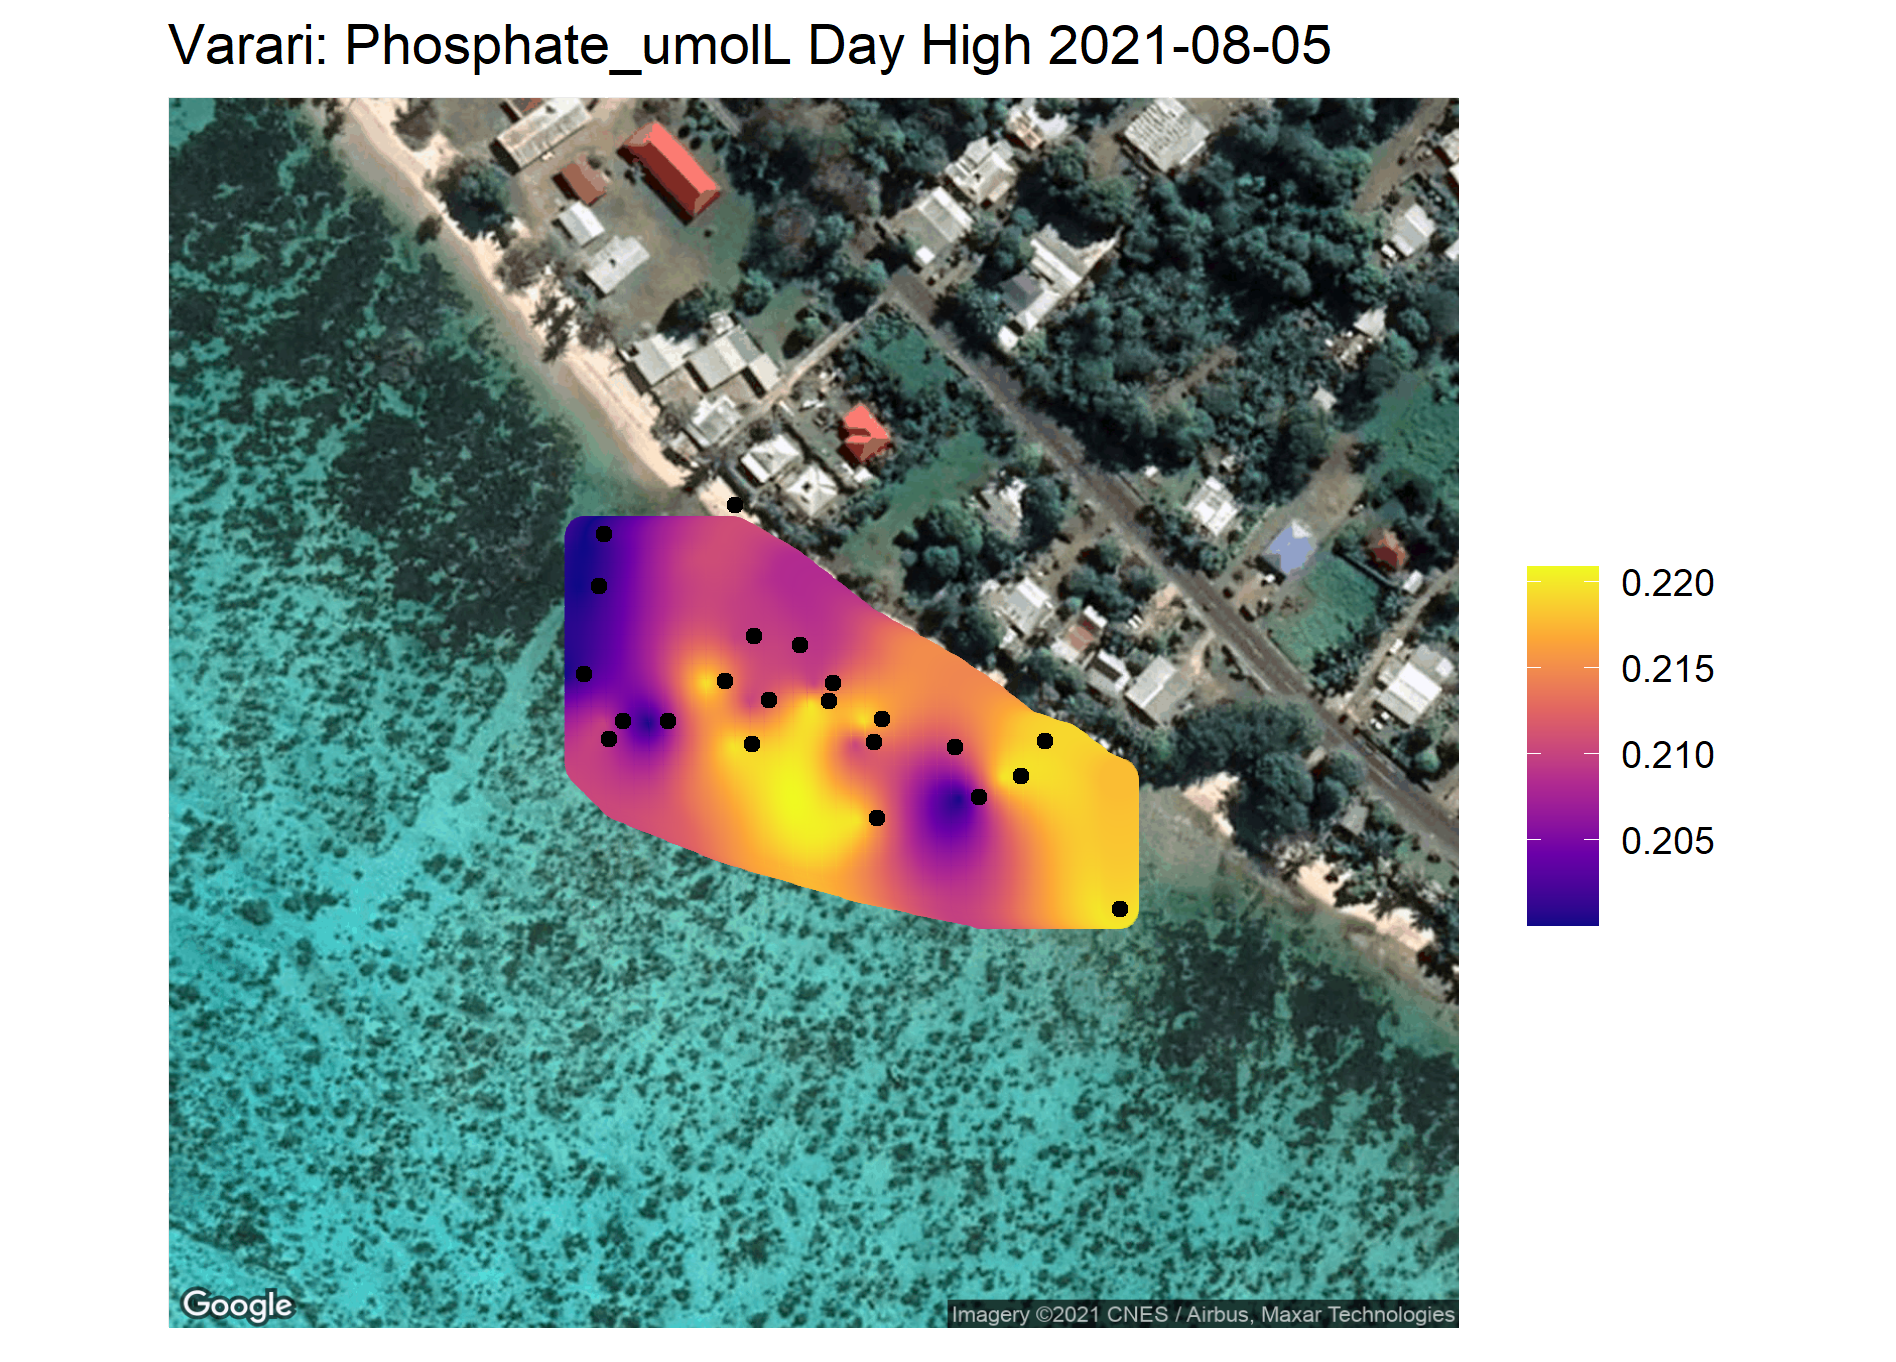 Varari: Phosphate_umolL Day High 2021-08-05
0.220
0.215
0.210
0.205
Google
Imagery ©2021 CNES / Airbus, Maxar Technologies